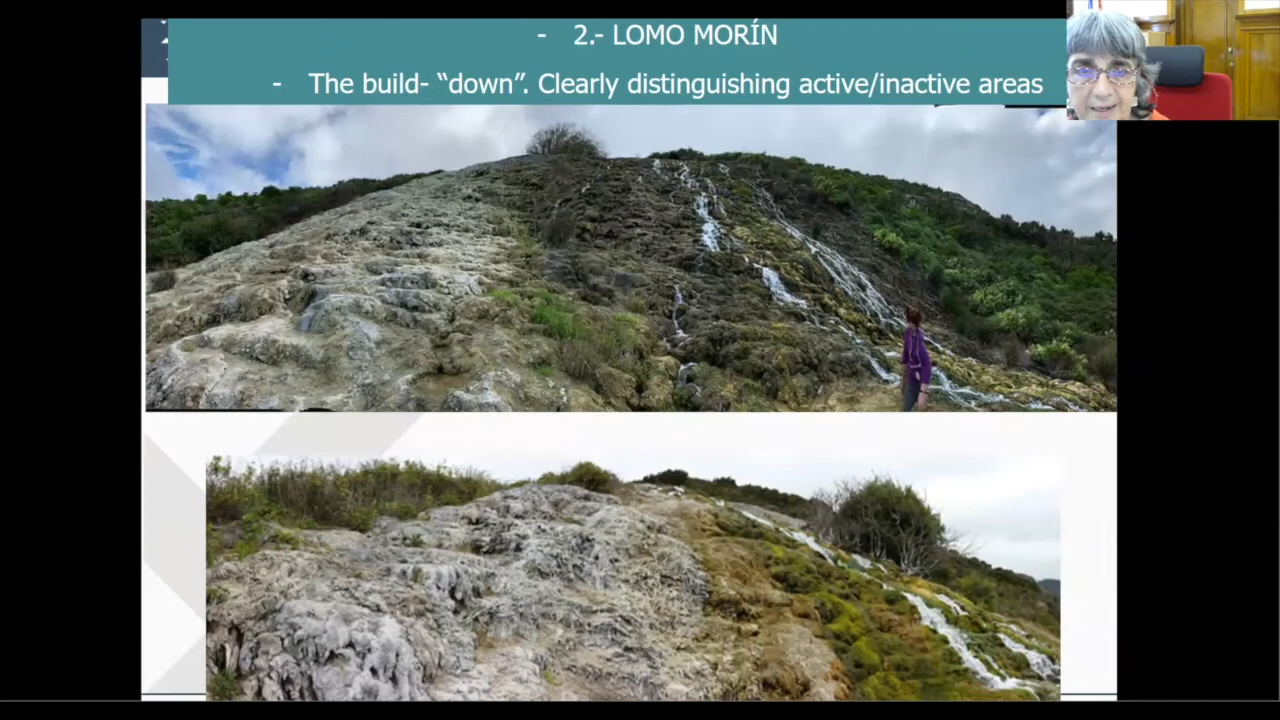 - 2.- LOMO MORÍN
- The build- “down”. Clearly distinguishing active/inactive areas